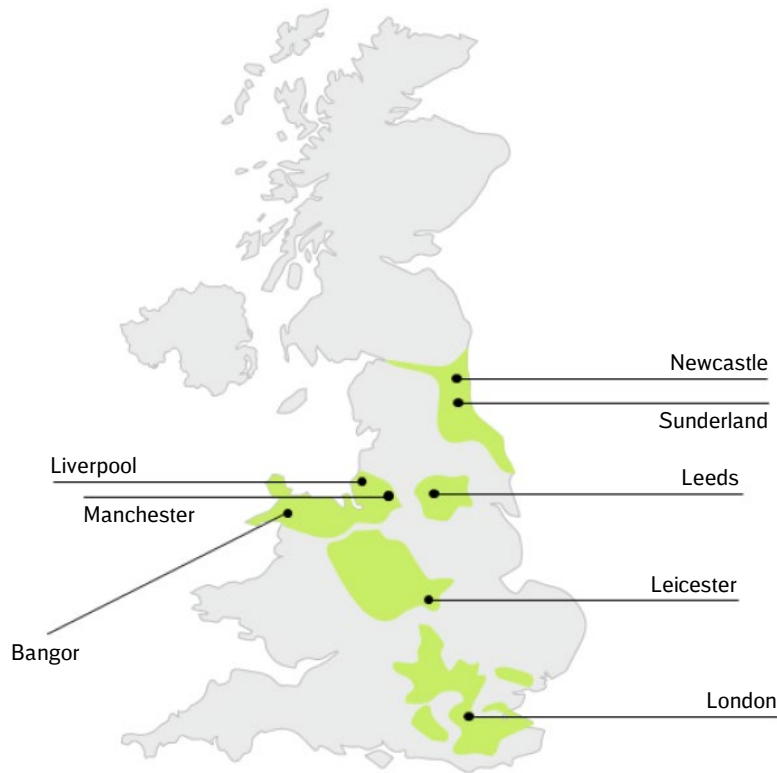 Newcastle
Sunderland
Liverpool
Leeds
Manchester
Leicester
Bangor
London